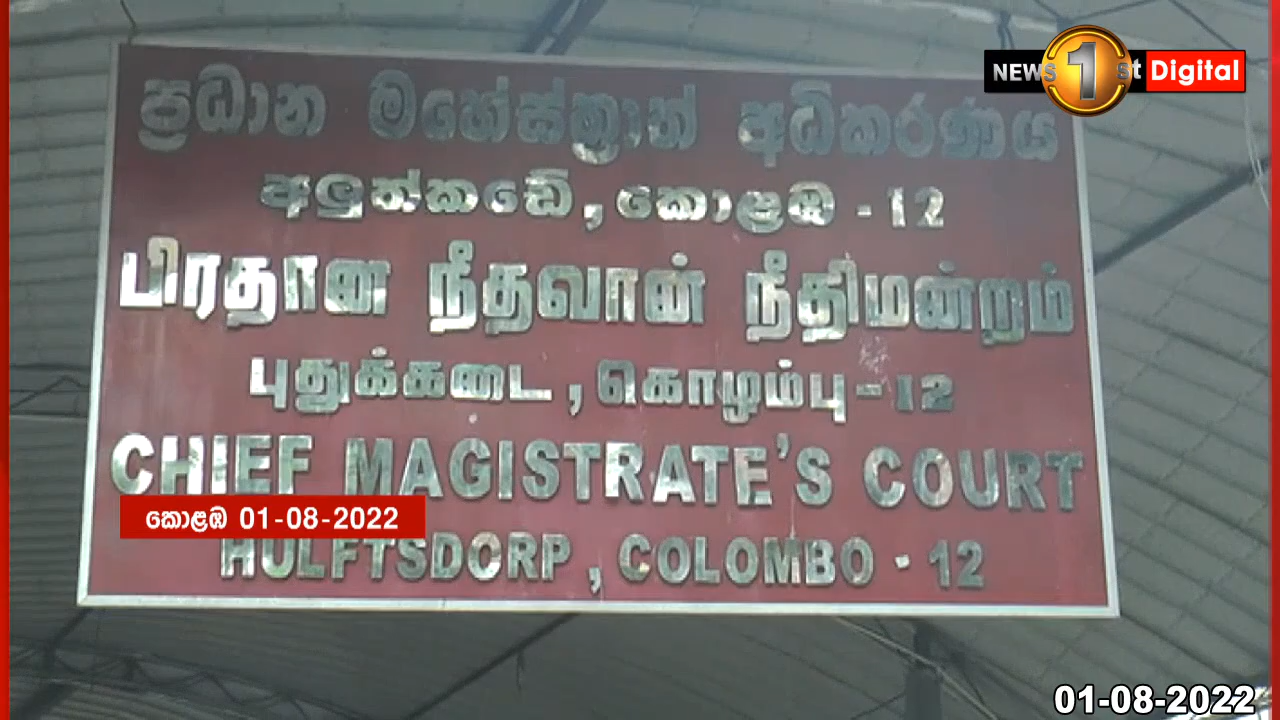 NEWS 1st Digital
ප්‍රධාන මහේස්ත්‍රාත් අධිකරණය
අලුත්කඩේ, කොළඹ - 12
பிரதான நீதவான் நீதிமன்றம்
புதுக்கடை, கொழும்பு - 12
CHIEF MAGISTRATE'S COURT
කොළඹ 01-08-2022
HULFTSDORP, COLOMBO - 12
01-08-2022